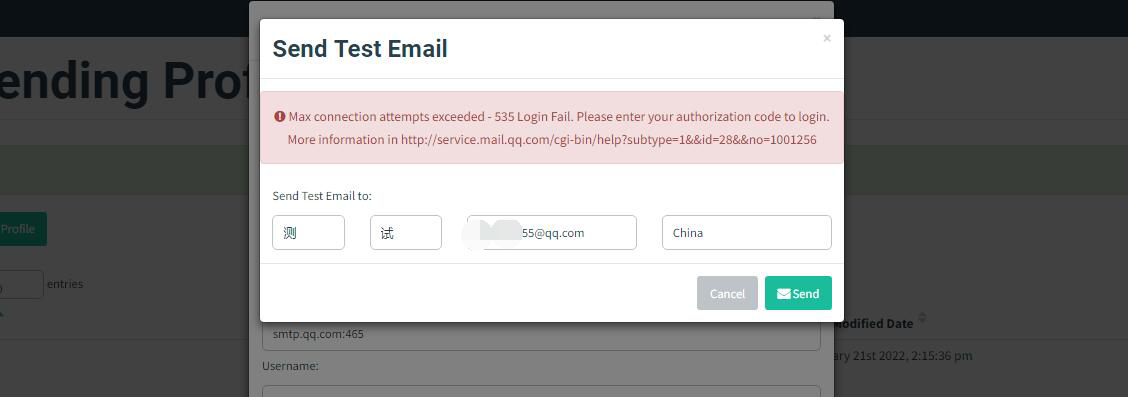 Send Test Email
×
ending Prof
Max connection attempts exceeded - 535 Login Fail. Please enter your authorization code to login.
More information in http://service.mail.qq.com/cgi-bin/help?subtype=1&&id=28&&no=1001256
Send Test Email to:
Profile
测 试 55@qq.com China
entries
Cancel Send
smtp.qq.com:465
Modified Date
ary 21st 2022, 2:15:36 pm
Username: